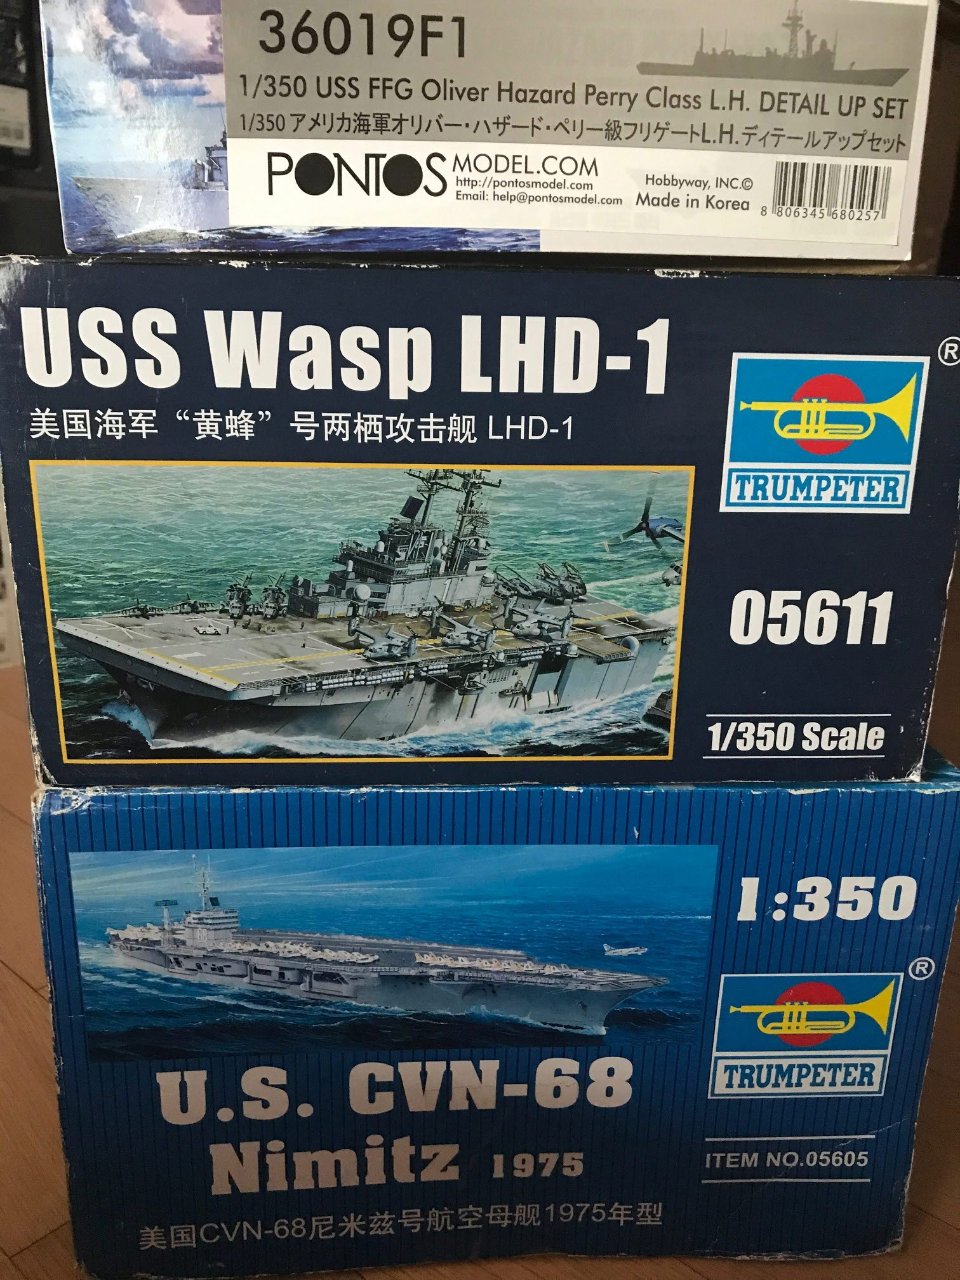 36019F1
1/350 USS FFG Oliver Hazard Perry Class L.H. DETAIL UP SET
1/350 アメリカ海軍オリバー・ハザード・ペリー級フリゲートL.H.ディテールアップセット
PONTOS MODEL.COM
http://pontosmodel.com
Email: help@pontosmodel.com
Hobbyway, INC.©
Made in Korea
8 806345 680257
7
USS Wasp LHD-1
®
美国海军“黄蜂”号两栖攻击舰 LHD-1
TRUMPETER
05611
1/350 Scale
1:350
®
TRUMPETER
U.S. CVN-68
Nimitz 1975
ITEM NO.05605
美国CVN-68尼米兹号航空母舰1975年型